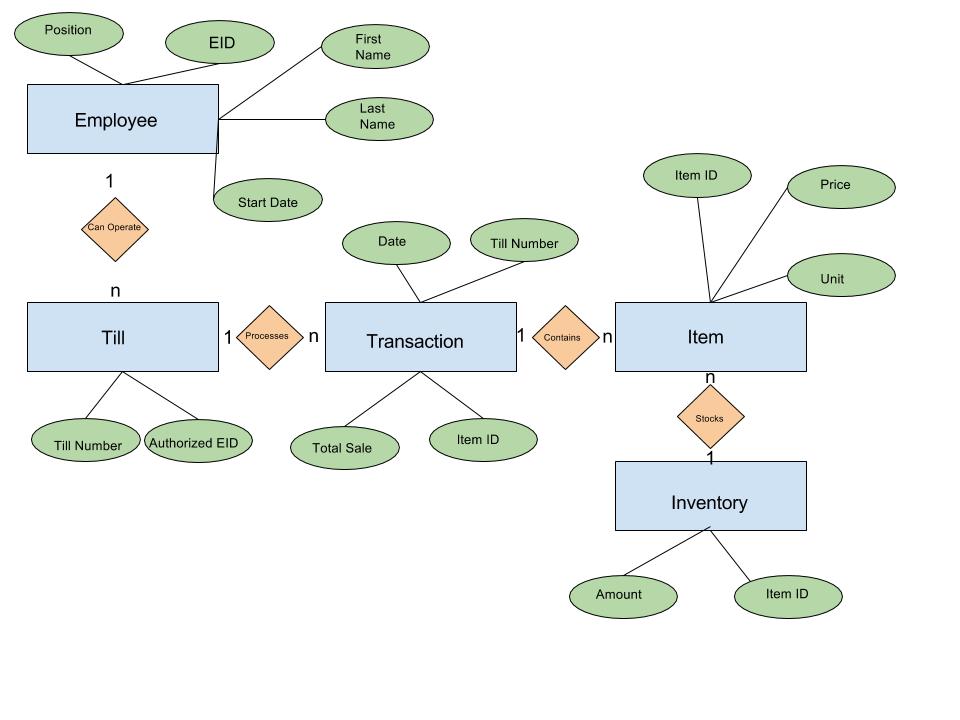 Position
EID
First
Name
Employee
Last
Name
1
Start Date
Can Operate
Item ID
Price
Date
Till Number
Unit
n
Till
1
Processes
n
Transaction
1
Contains
n
Item
n
Stocks
1
Till Number
Authorized EID
Total Sale
Item ID
Inventory
Amount
Item ID